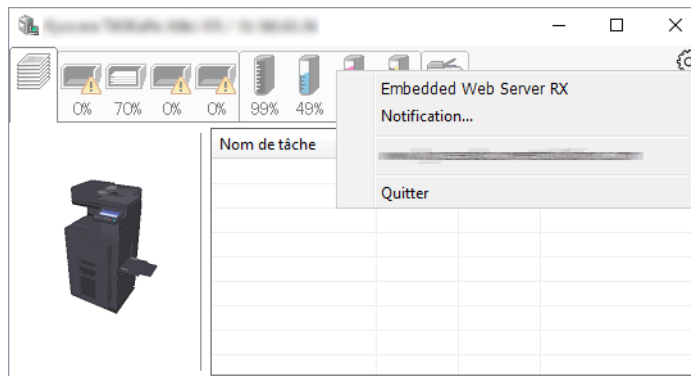 0%
70%
0%
0%
99%
49%
Embedded Web Server RX
Notification...
Nom de tâche
Quitter